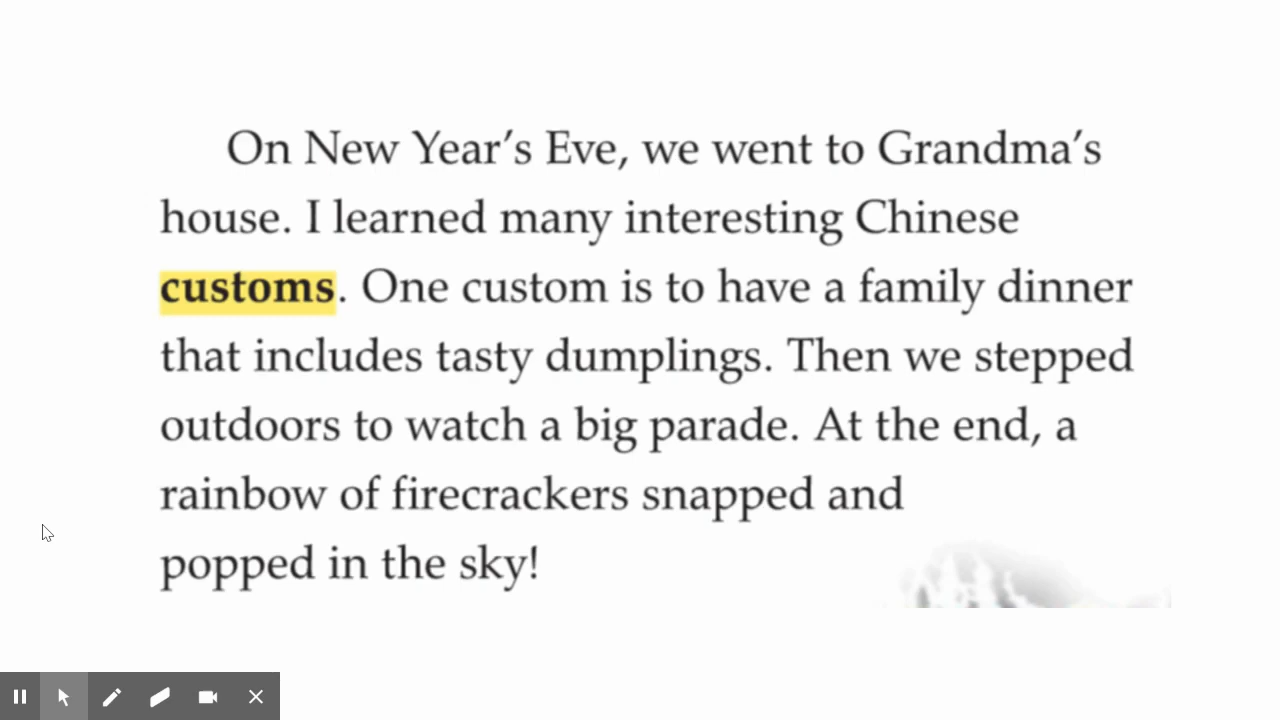 On New Year’s Eve, we went to Grandma’s
house. I learned many interesting Chinese
customs. One custom is to have a family dinner
that includes tasty dumplings. Then we stepped
outdoors to watch a big parade. At the end, a
rainbow of firecrackers snapped and
popped in the sky!